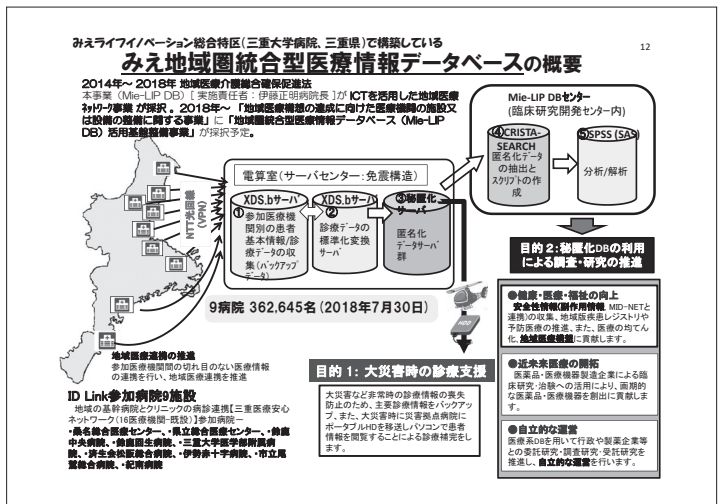 みえライフイノベーション総合特区(三重大学病院、三重県)で構築している
12
みえ地域圏統合型医療情報データベースの概要
2014年~ 2018年 地域医療介護総合確保促進法
本事業(Mie-LIP DB)[ 実施責任者:伊藤正明病院長 ]が ICTを活用した地域医療
ネットワーク事業 が採択 。2018年~ 「地域医療構想の達成に向けた医療機関の施設又
は設備の整備に関する事業」に「地域圏統合型医療情報データベース(Mie-LIP
DB)活用基盤整備事業」が採択予定。
NTT光回線
(VPN)
電算室(サーバセンター:免震構造)
XDS.bサーバ
①
参加医療機
関別の患者
基本情報/診
療データの収
集(バックアップ
データ)
XDS.bサーバ
②
診療データの
標準化変換
サーバ
③秘匿化
サーバ
匿名化
データサーバ
群
9病院 362,645名(2018年7月30日)
Mie-LIP DBセンター
(臨床研究開発センター内)
④CRISTA-
SEARCH
匿名化データ
の抽出と
スクリプトの作
成
⑤SPSS (SAS)
分析/解析
HDD
地域医療連携の推進
参加医療機関間の切れ目のない医療情報
の連携を行い、地域医療連携を推進
ID Link参加病院9施設
地域の基幹病院とクリニックの病診連携【三重医療安心
ネットワーク(16医療機関-既設)】参加病院ー
・桑名総合医療センター、・県立総合医療センター、・鈴鹿
中央病院、・鈴鹿回生病院、・三重大学医学部附属病
院、・済生会松阪総合病院、・伊勢赤十字病院、・市立尾
鷲総合病院、・紀南病院
目的 1: 大災害時の診療支援
大災害など非常時の診療情報の喪失
防止のため、主要診療情報をバックアッ
プ、また、大災害時に災害拠点病院に
ポータブルHDを移送しパソコンで患者
情報を閲覧することによる診療補完をし
ます。
目的 2:秘匿化DBの利用
による調査・研究の推進
●健康・医療・福祉の向上
安全性情報(副作用情報、MID-NETと
連携)の収集、地域版疾患レジストリや
予防医療の推進、また、医療の均てん
化、地域医療構想に貢献します。
●近未来医療の開拓
医薬品・医療機器製造企業による臨
床研究・治験への活用により、画期的
な医薬品・医療機器を創出に貢献しま
す。
●自立的な運営
医療系DBを用いて行政や製薬企業等
との委託研究・調査研究・受託研究を
推進し、自立的な運営を行います。